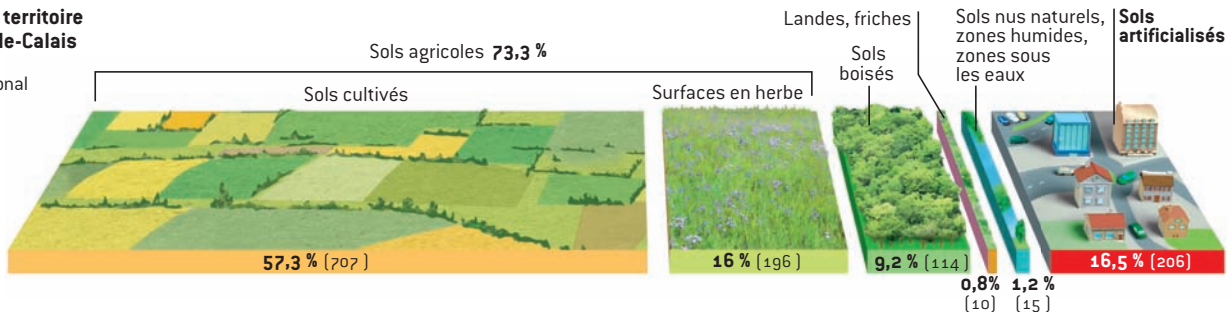 territoire
de-Calais
onal
Sols agricoles 73,3 %
Sols cultivés
Surfaces en herbe
Sols
boisés
Landes, friches
Sols nus naturels,
zones humides,
zones sous
les eaux
Sols
artificialisés
57,3 % (707 )
16 % (196 )
9,2 % (114 )
0,8%
(10)
1,2 %
(15 )
16,5 % (206)